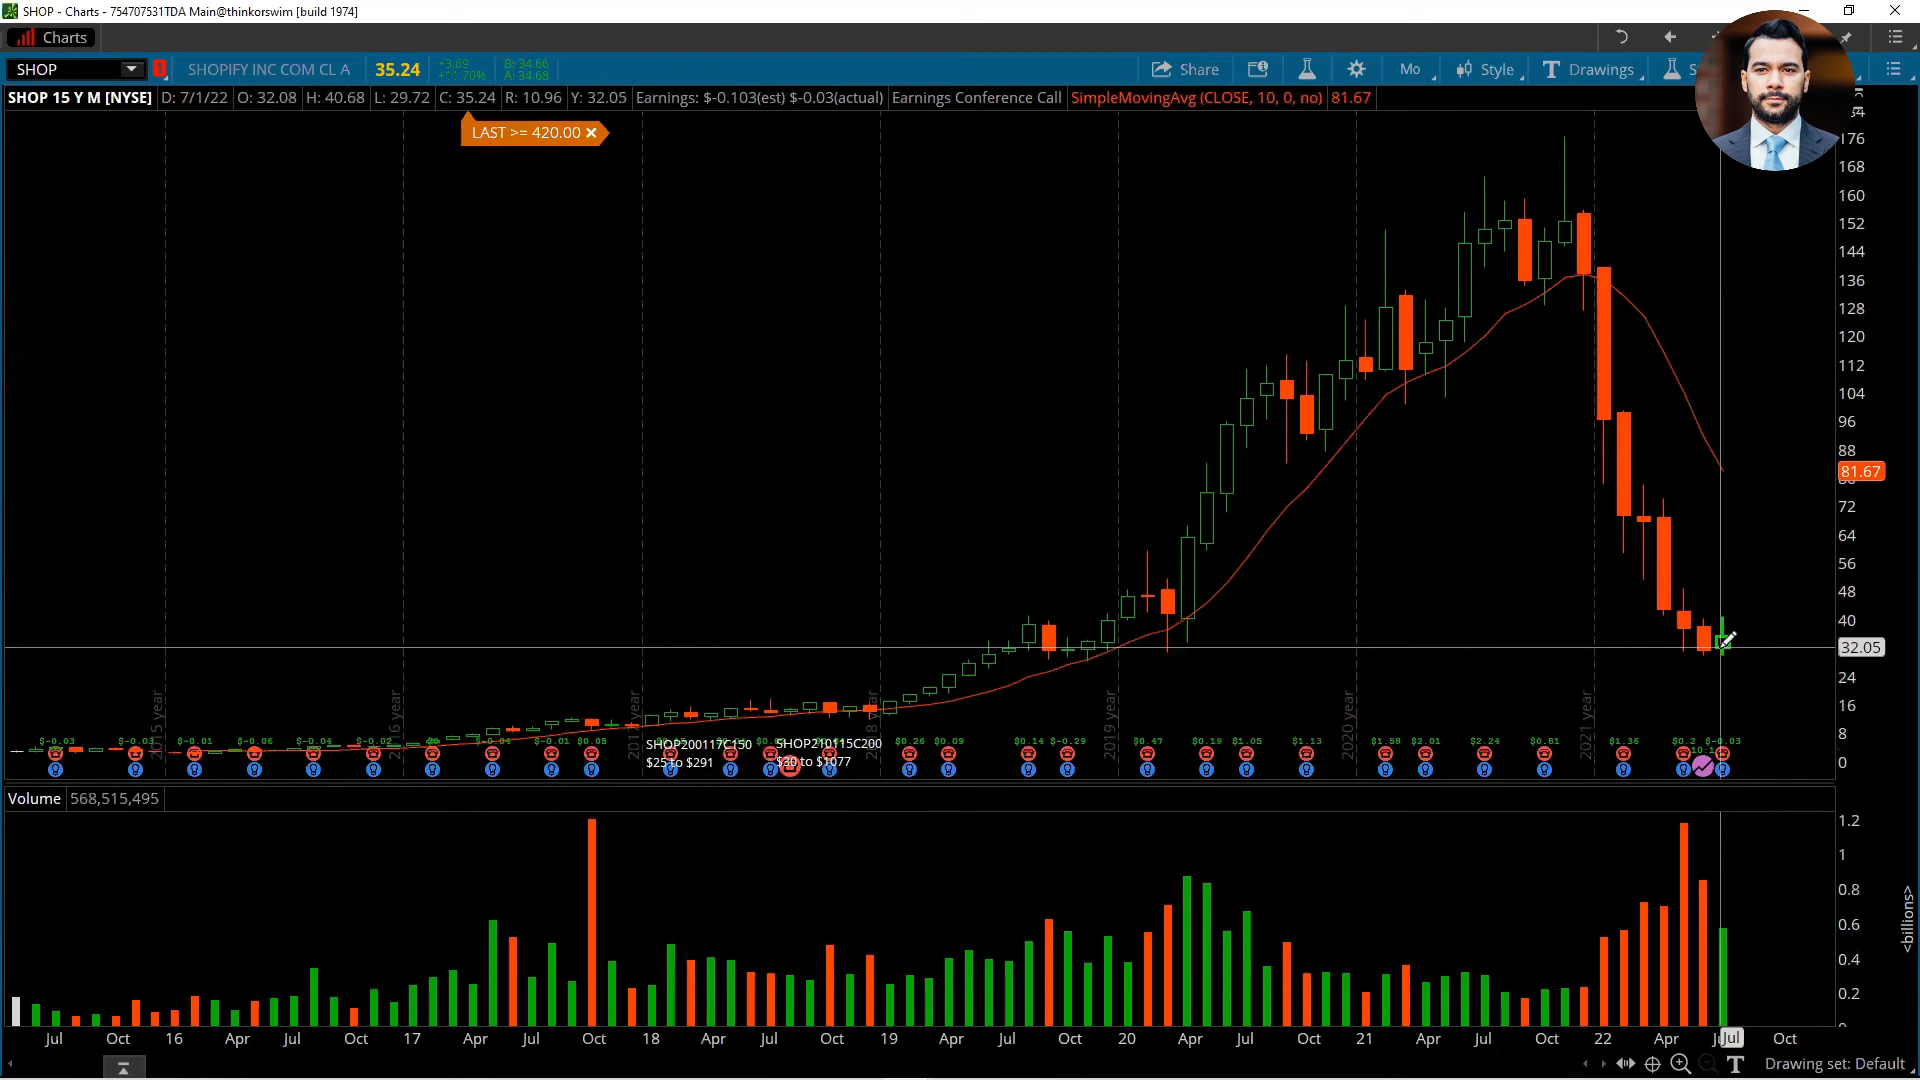 SHOP - Charts - 754707531TDA Main@thinkorswim [build 1974]
Charts
SHOP
1
SHOPIFY INC COM CL A
35.24
+3.69
+11.70%
B: 34.66
A: 34.68
Share
Mo
Style
Drawings
SHOP 15 Y M [NYSE]
D: 7/1/22
O: 32.08
H: 40.68
L: 29.72
C: 35.24
R: 10.96
Y: 32.05
Earnings: $-0.103(est) $-0.03(actual)
Earnings Conference Call
SimpleMovingAvg (CLOSE, 10, 0, no)
81.67
LAST >= 420.00
176
168
160
152
144
136
128
120
112
104
96
88
81.67
72
64
56
48
40
32.05
24
16
8
0
2015 year
2016 year
2017 year
2018 year
2019 year
2020 year
2021 year
$-0.03
$-0.03
$-0.01
$-0.06
$-0.04
$-0.02
$0
$-0.04
$-0.01
$0.05
$0.26
$0.09
$0.14
$-0.29
$0.47
$0.19
$1.05
$1.13
$1.58
$2.01
$2.24
$0.81
$1.36
$0.2
$-0.03
SHOP200117C150
$25 to $291
SHOP210115C200
$30 to $1077
Volume
568,515,495
1.2
1
0.8
0.6
0.4
0.2
<billions>
Jul
Oct
16
Apr
Jul
Oct
17
Apr
Jul
Oct
18
Apr
Jul
Oct
19
Apr
Jul
Oct
20
Apr
Jul
Oct
21
Apr
Jul
Oct
22
Apr
Jul
Oct
Drawing set: Default